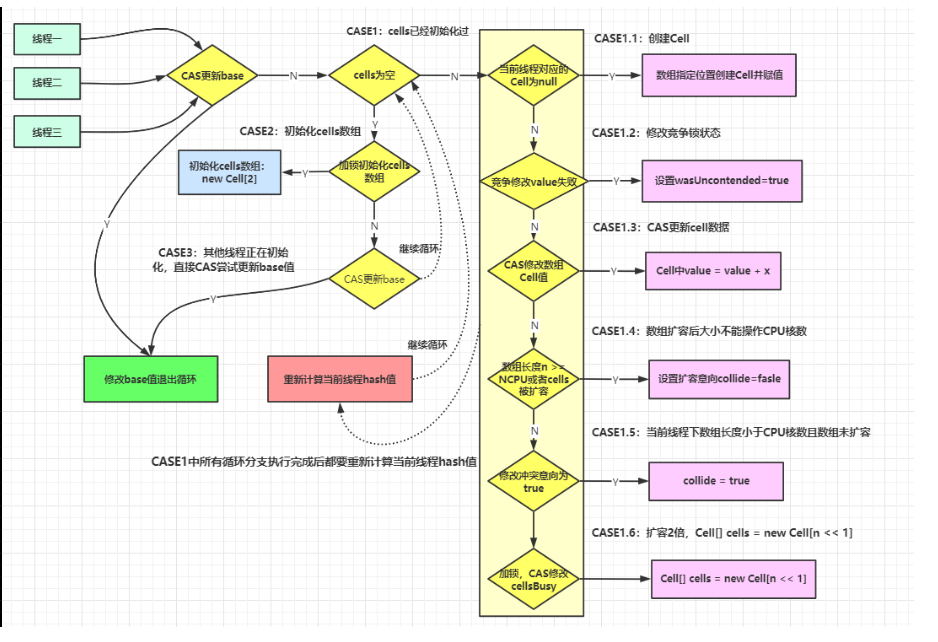 线程一
线程二
线程三
CAS更新base
N
Y
CASE1：cells已经初始化过
cells为空
N
Y
CASE2：初始化cells数组
初始化cells数组：
new Cell[2]
Y
加锁初始化cells
数组
N
CASE3：其他线程正在初始
化，直接CAS尝试更新base值
CAS更新base
Y
继续循环
继续循环
修改base值退出循环
重新计算当前线程hash值
CASE1中所有循环分支执行完成后都要重新计算当前线程hash值
当前线程对应的
Cell为null
Y
CASE1.1：创建Cell
数组指定位置创建Cell并赋值
N
CASE1.2：修改竞争锁状态
竞争修改value失败
Y
设置wasUncontended=true
N
CASE1.3：CAS更新cell数据
CAS修改数组
Cell值
Y
Cell中value = value + x
N
CASE1.4：数组扩容后大小不能操作CPU核数
数组长度n >=
NCPU或者cells
被扩容
Y
设置扩容意向collide=fasle
N
CASE1.5：当前线程下数组长度小于CPU核数且数组未扩容
修改冲突意向为
true
Y
collide = true
CASE1.6：扩容2倍，Cell[] cells = new Cell[n << 1]
加锁，CAS修改
cellsBusy
Cell[] cells = new Cell[n << 1]